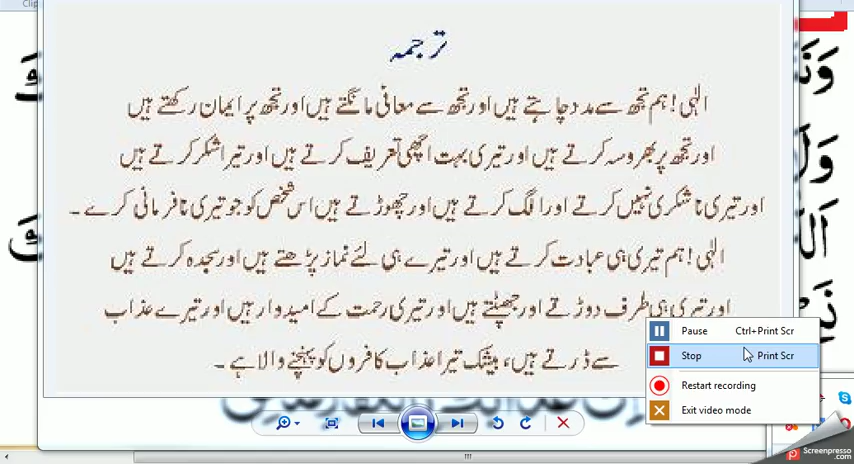 Clip
ترجمہ
الٰہی! ہم تجھ سے مدد چاہتے ہیں اور تجھ سے معافی مانگتے ہیں اور تجھ پر ایمان رکھتے ہیں
اور تجھ پر بھروسہ کرتے ہیں اور تیری بہت اچھی تعریف کرتے ہیں اور تیرا شکر کرتے ہیں
اور تیری ناشکری نہیں کرتے اور الگ کرتے ہیں اور چھوڑتے ہیں اس شخص کو جو تیری نافرمانی کرے۔
الٰہی! ہم تیری ہی عبادت کرتے ہیں اور تیرے ہی لئے نماز پڑھتے ہیں اور سجدہ کرتے ہیں
اور تیری ہی طرف دوڑتے اور جھپٹتے ہیں اور تیری رحمت کے امیدوار ہیں اور تیرے عذاب
سے ڈرتے ہیں، بیشک تیرا عذاب کافروں کو پہنچنے والا ہے۔
Pause Ctrl+Print Scr
Stop Print Scr
Restart recording
Exit video mode
Screenpresso.com